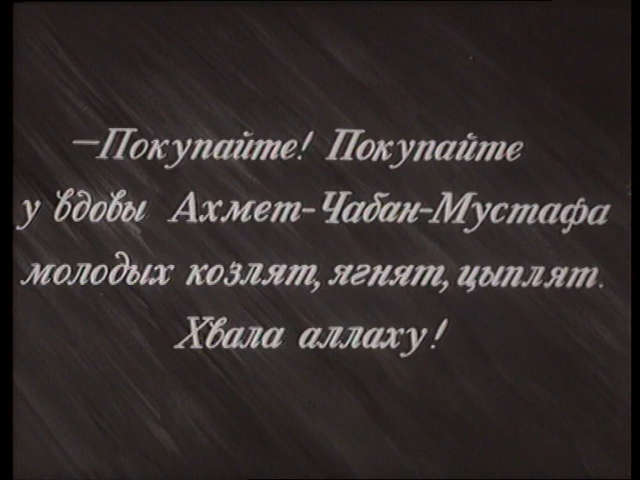 —Покупайте! Покупайте
у вдовы Ахмет-Чабан-Мустафа
молодых козлят, ягнят, цыплят.
Хвала аллаху!